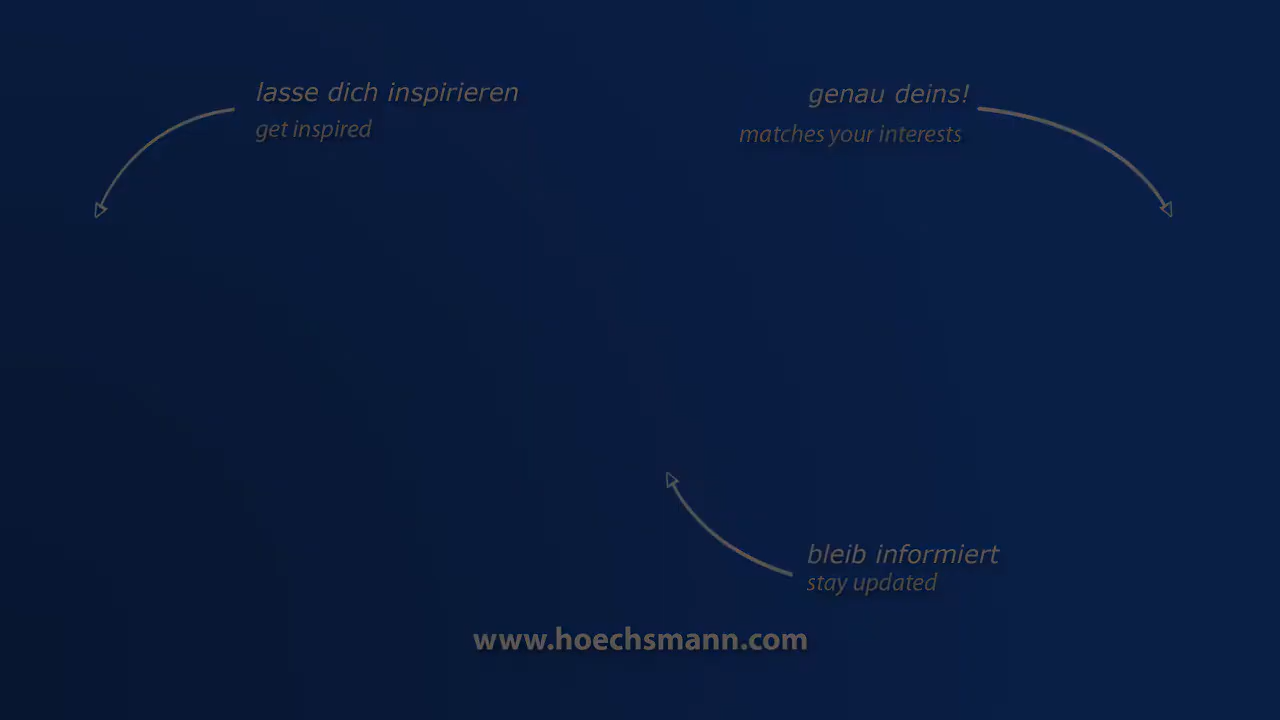 lasse dich inspirieren
get inspired
genau deins!
matches your interests
bleib informiert
stay updated
www.hoechsmann.com